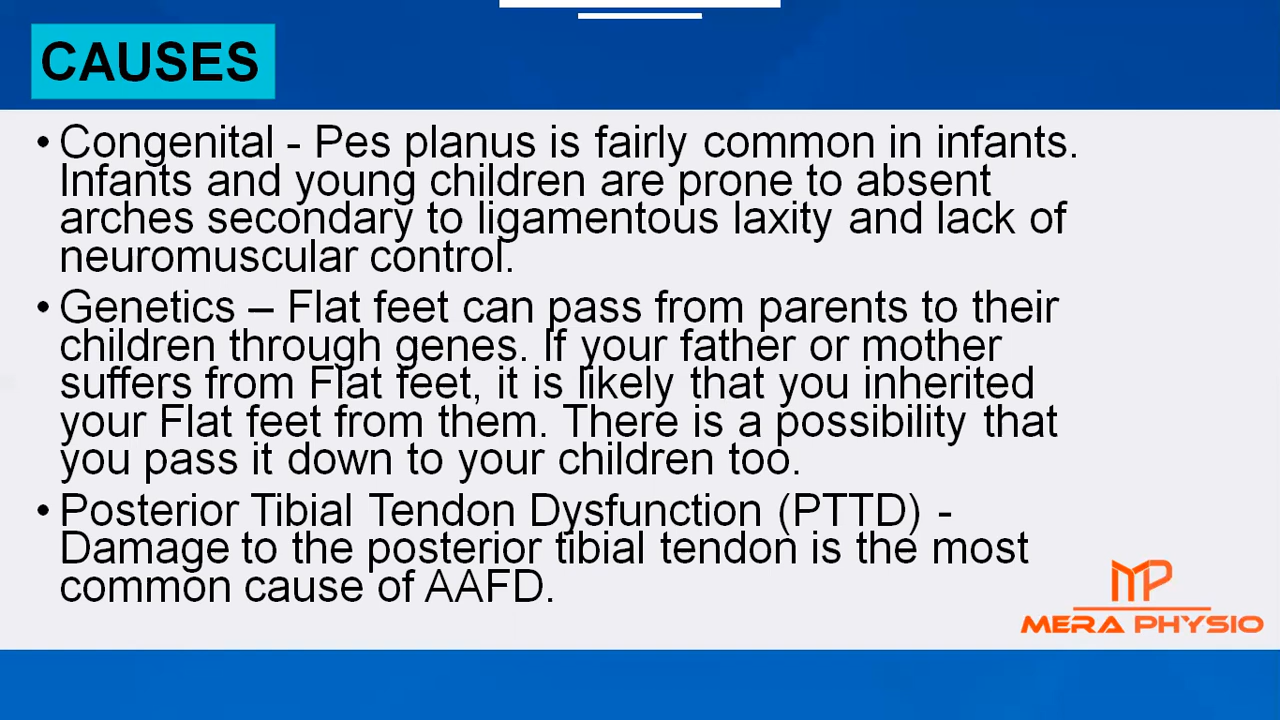 CAUSES
• Congenital - Pes planus is fairly common in infants.
Infants and young children are prone to absent
arches secondary to ligamentous laxity and lack of
neuromuscular control.
• Genetics – Flat feet can pass from parents to their
children through genes. If your father or mother
suffers from Flat feet, it is likely that you inherited
your Flat feet from them. There is a possibility that
you pass it down to your children too.
• Posterior Tibial Tendon Dysfunction (PTTD) -
Damage to the posterior tibial tendon is the most
common cause of AAFD.
MP
MERA PHYSIO